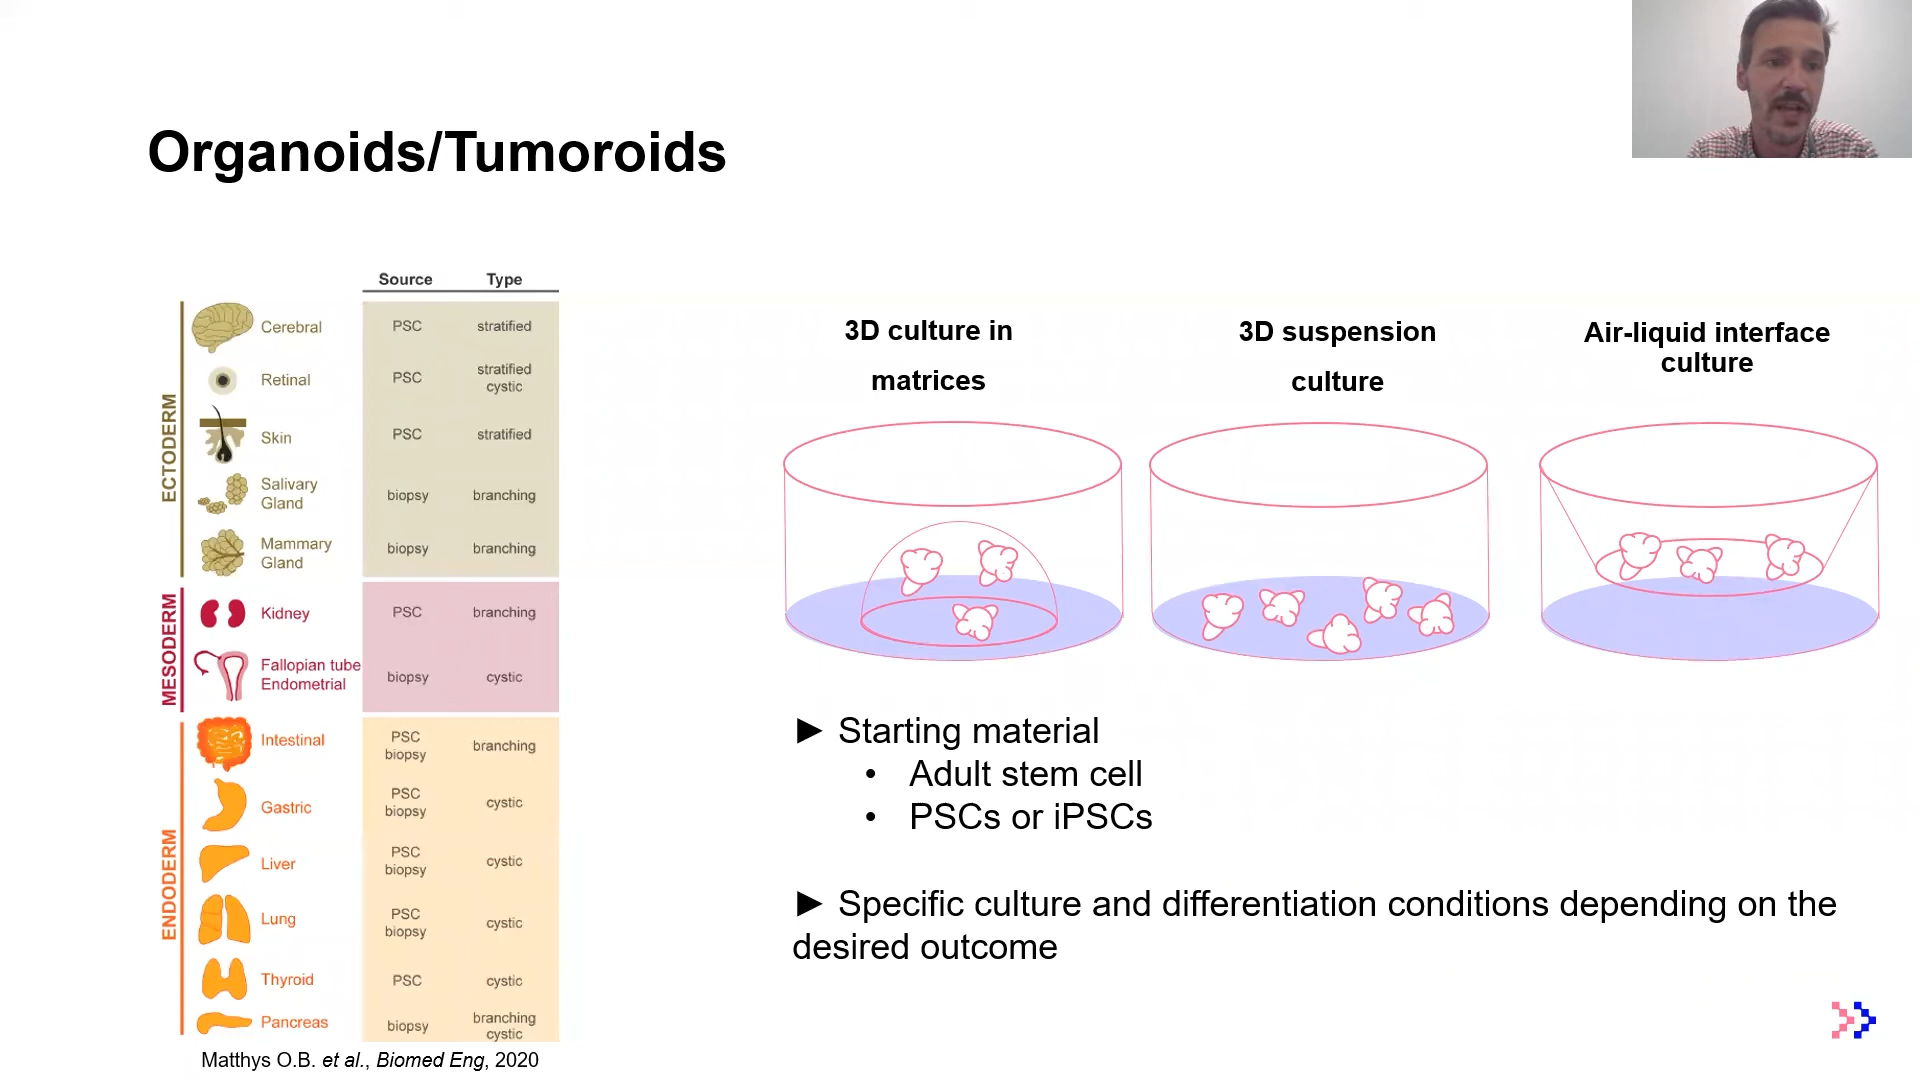 Organoids/Tumoroids
Source Type
ECTODERM
Cerebral PSC stratified
Retinal PSC stratified
cystic
Skin PSC stratified
Salivary
Gland biopsy branching
Mammary
Gland biopsy branching
MESODERM
Kidney PSC branching
Fallopian tube
Endometrial biopsy cystic
ENDODERM
Intestinal PSC
biopsy branching
Gastric PSC
biopsy cystic
Liver PSC
biopsy cystic
Lung PSC
biopsy cystic
Thyroid PSC cystic
Pancreas biopsy branching
cystic
Matthys O.B. et al., Biomed Eng, 2020
3D culture in
matrices
3D suspension
culture
Air-liquid interface
culture
► Starting material
• Adult stem cell
• PSCs or iPSCs
► Specific culture and differentiation conditions depending on the
desired outcome